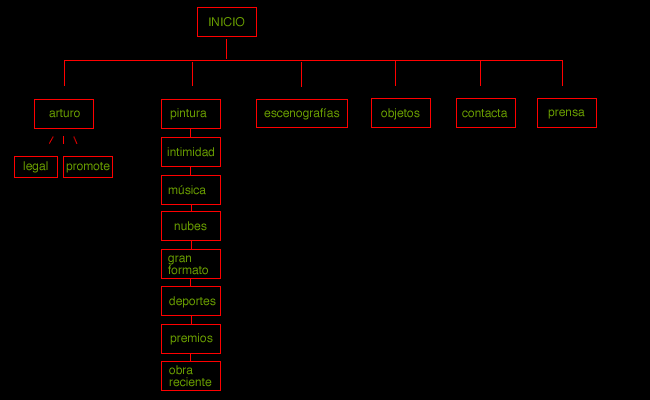 INICIO
arturo
pintura
escenografías
objetos
contacta
prensa
legal
promote
intimidad
música
nubes
gran
formato
deportes
premios
obra
reciente